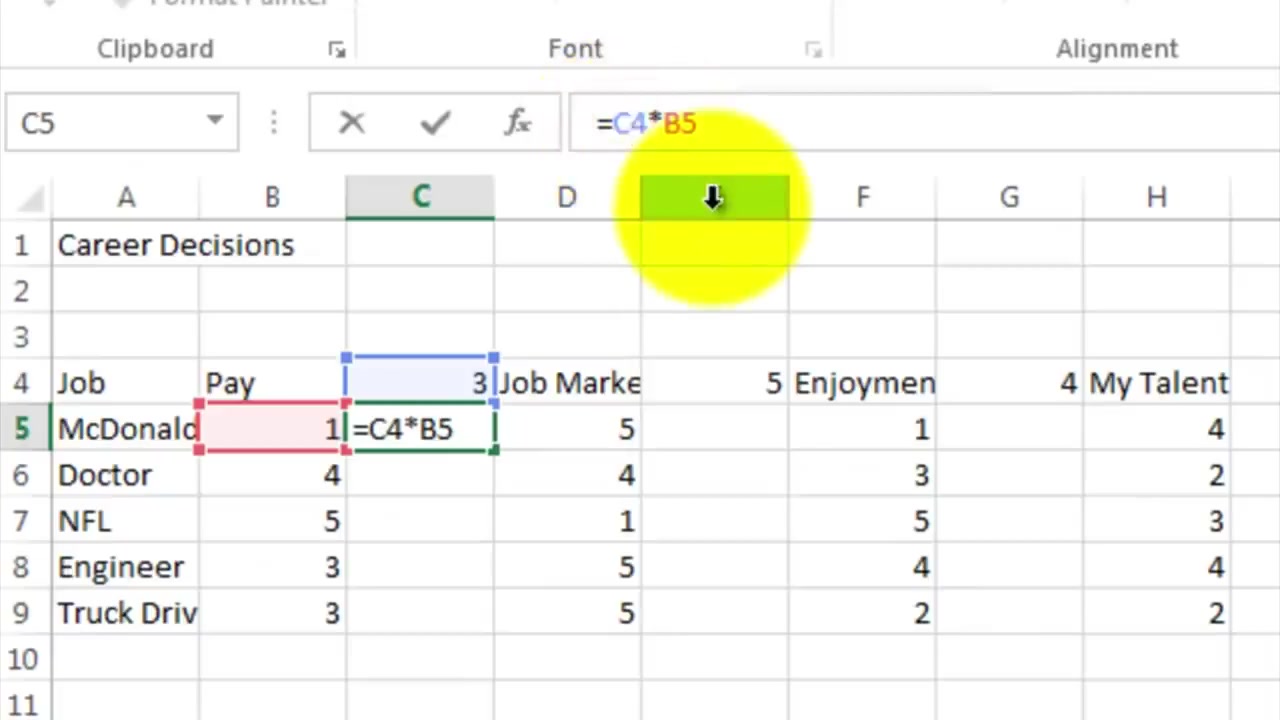 Format Painter
Clipboard Font Alignment
C5 fx =C4*B5
A B C D F G H
1 Career Decisions
2
3
4 Job Pay 3 Job Marke 5 Enjoymen 4 My Talent
5 McDonald 1 =C4*B5 5 1 4
6 Doctor 4 4 3 2
7 NFL 5 1 5 3
8 Engineer 3 5 4 4
9 Truck Driv 3 5 2 2
10
11